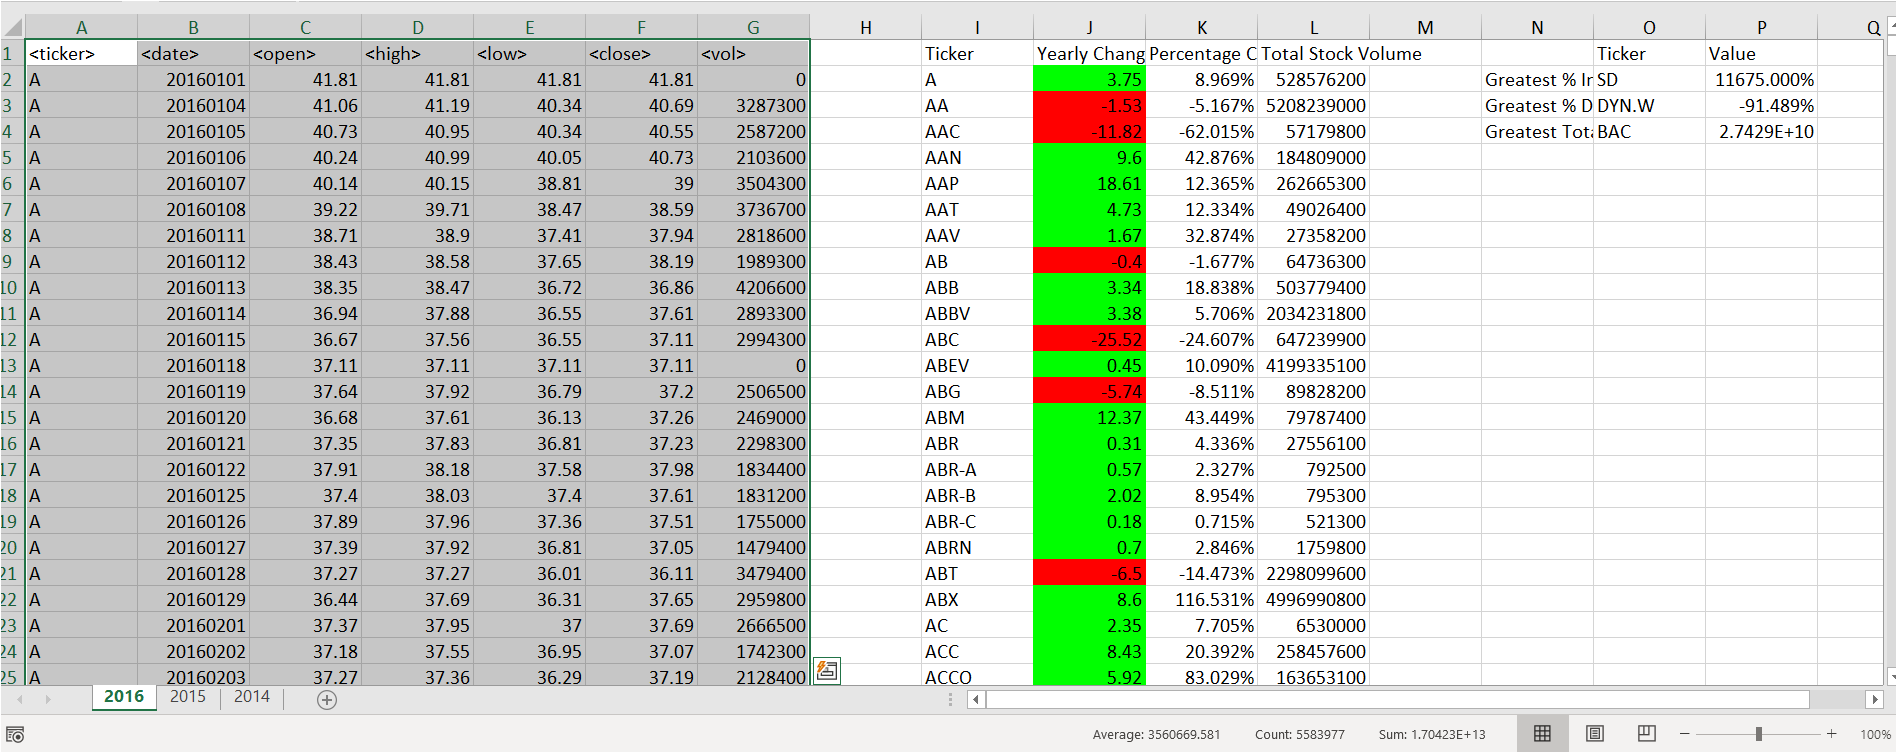 A B C D E F G H I J K L M N O P Q
1 <ticker> <date> <open> <high> <low> <close> <vol> Ticker Yearly Chang Percentage C Total Stock Volume Ticker Value
2 A 20160101 41.81 41.81 41.81 41.81 0 A 3.75 8.969% 528576200 Greatest % Ir SD 11675.000%
3 A 20160104 41.06 41.19 40.34 40.69 3287300 AA -1.53 -5.167% 5208239000 Greatest % D DYN.W -91.489%
4 A 20160105 40.73 40.95 40.34 40.55 2587200 AAC -11.82 -62.015% 57179800 Greatest Tota BAC 2.7429E+10
5 A 20160106 40.24 40.99 40.05 40.73 2103600 AAN 9.6 42.876% 184809000
6 A 20160107 40.14 40.15 38.81 39 3504300 AAP 18.61 12.365% 262665300
7 A 20160108 39.22 39.71 38.47 38.59 3736700 AAT 4.73 12.334% 49026400
8 A 20160111 38.71 38.9 37.41 37.94 2818600 AAV 1.67 32.874% 27358200
9 A 20160112 38.43 38.58 37.65 38.19 1989300 AB -0.4 -1.677% 64736300
10 A 20160113 38.35 38.47 36.72 36.86 4206600 ABB 3.34 18.838% 503779400
11 A 20160114 36.94 37.88 36.55 37.61 2893300 ABBV 3.38 5.706% 2034231800
12 A 20160115 36.67 37.56 36.55 37.11 2994300 ABC -25.52 -24.607% 647239900
13 A 20160118 37.11 37.11 37.11 37.11 0 ABEV 0.45 10.090% 4199335100
14 A 20160119 37.64 37.92 36.79 37.2 2506500 ABG -5.74 -8.511% 89828200
15 A 20160120 36.68 37.61 36.13 37.26 2469000 ABM 12.37 43.449% 79787400
16 A 20160121 37.35 37.83 36.81 37.23 2298300 ABR 0.31 4.336% 27556100
17 A 20160122 37.91 38.18 37.58 37.98 1834400 ABR-A 0.57 2.327% 792500
18 A 20160125 37.4 38.03 37.4 37.61 1831200 ABR-B 2.02 8.954% 795300
19 A 20160126 37.89 37.96 37.36 37.51 1755000 ABR-C 0.18 0.715% 521300
20 A 20160127 37.39 37.92 36.81 37.05 1479400 ABRN 0.7 2.846% 1759800
21 A 20160128 37.27 37.27 36.01 36.11 3479400 ABT -6.5 -14.473% 2298099600
22 A 20160129 36.44 37.69 36.31 37.65 2959800 ABX 8.6 116.531% 4996990800
23 A 20160201 37.37 37.95 37 37.69 2666500 AC 2.35 7.705% 6530000
24 A 20160202 37.18 37.55 36.95 37.07 1742300 ACC 8.43 20.392% 258457600
25 A 20160203 37.27 37.36 36.29 37.19 2128400 ACCO 5.92 83.029% 163653100
2016 2015 2014
Average: 3560669.581 Count: 5583977 Sum: 1.70423E+13 100%